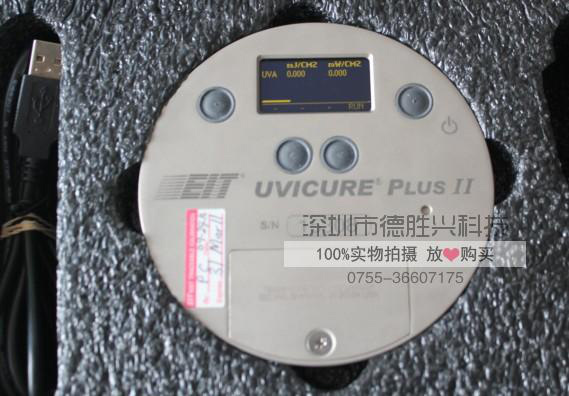 mJ/CM2 mW/CM2
UVA 0.000 0.000
RUN
EIT® UVICURE® PLUS II
S/N
深圳市德胜兴科技
100%实物拍摄 放❤购买
0755-36607175